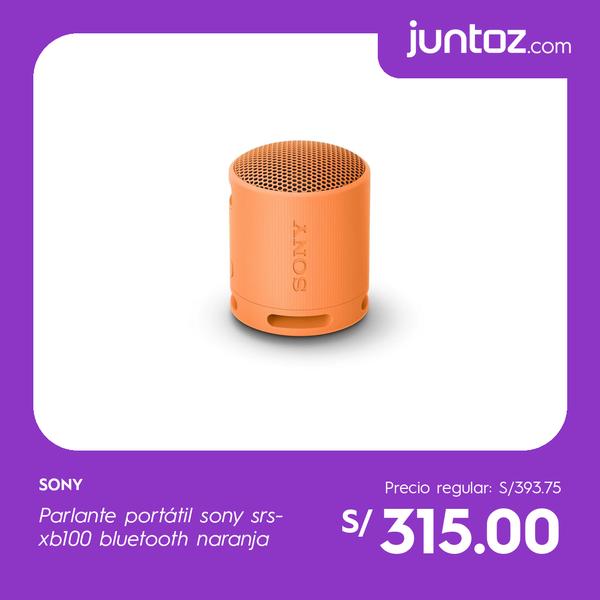 juntoz.com
SONY
SONY
Parlante portátil sony srs-
xb100 bluetooth naranja
Precio regular: S/393.75
S/ 315.00